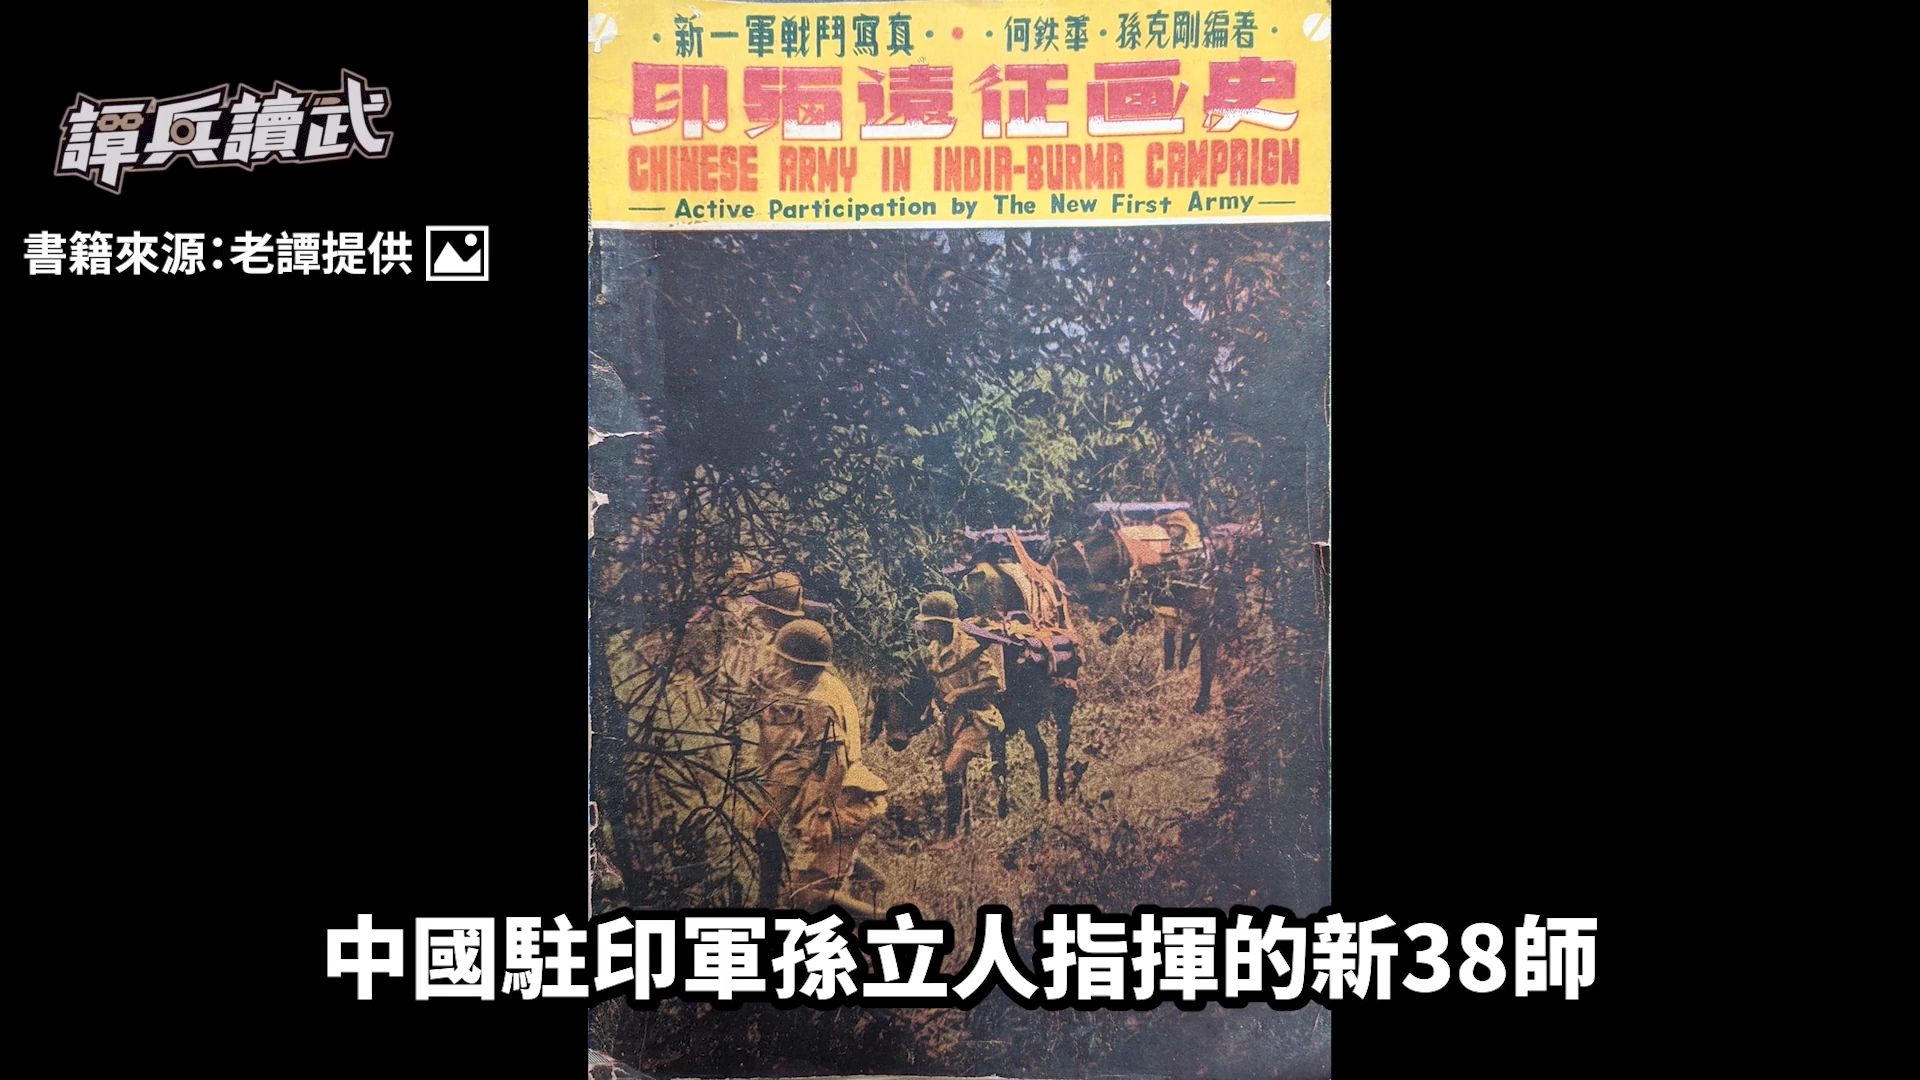 譚兵讀武
書籍來源：老譚提供
·新一軍戦鬥寫真·•·何鉄華·孫克剛編著·
印緬遠征画史
CHINESE ARMY IN INDIA-BURMA CAMPAIGN
— Active Participation by The New First Army —
中國駐印軍孫立人指揮的新38師